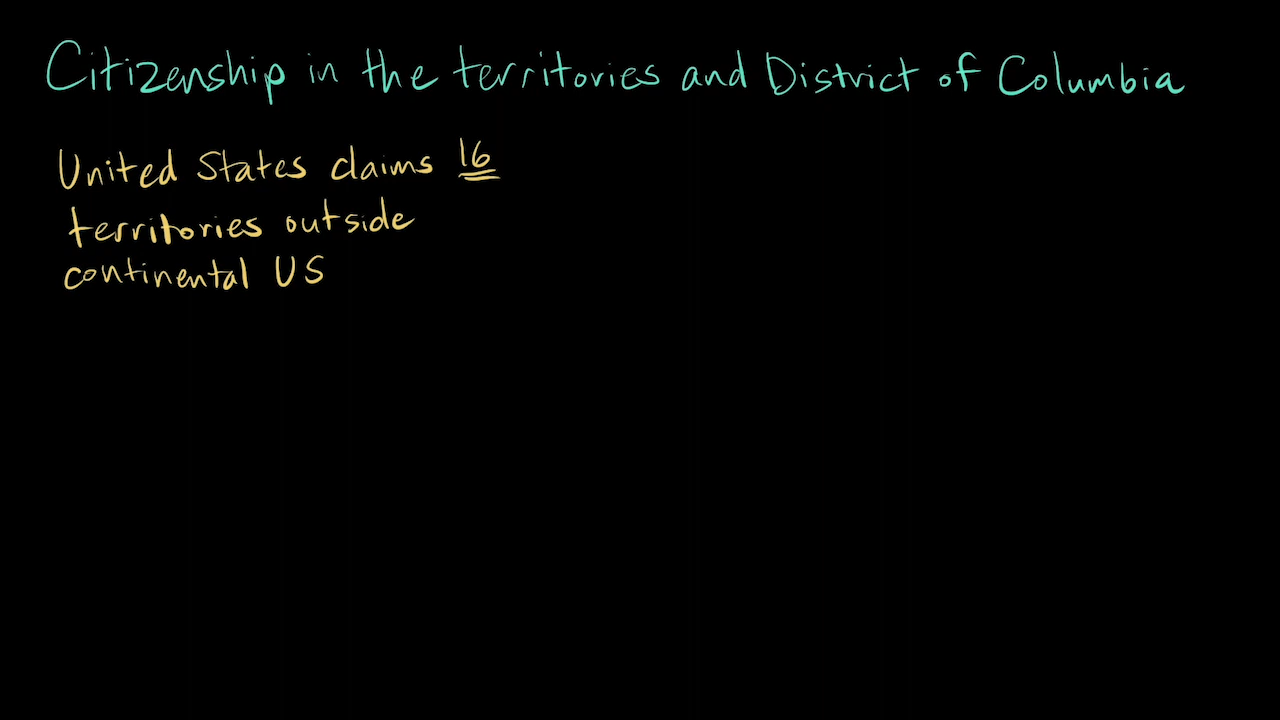 Citizenship in the territories and District of Columbia
United States claims 16
territories outside
continental US